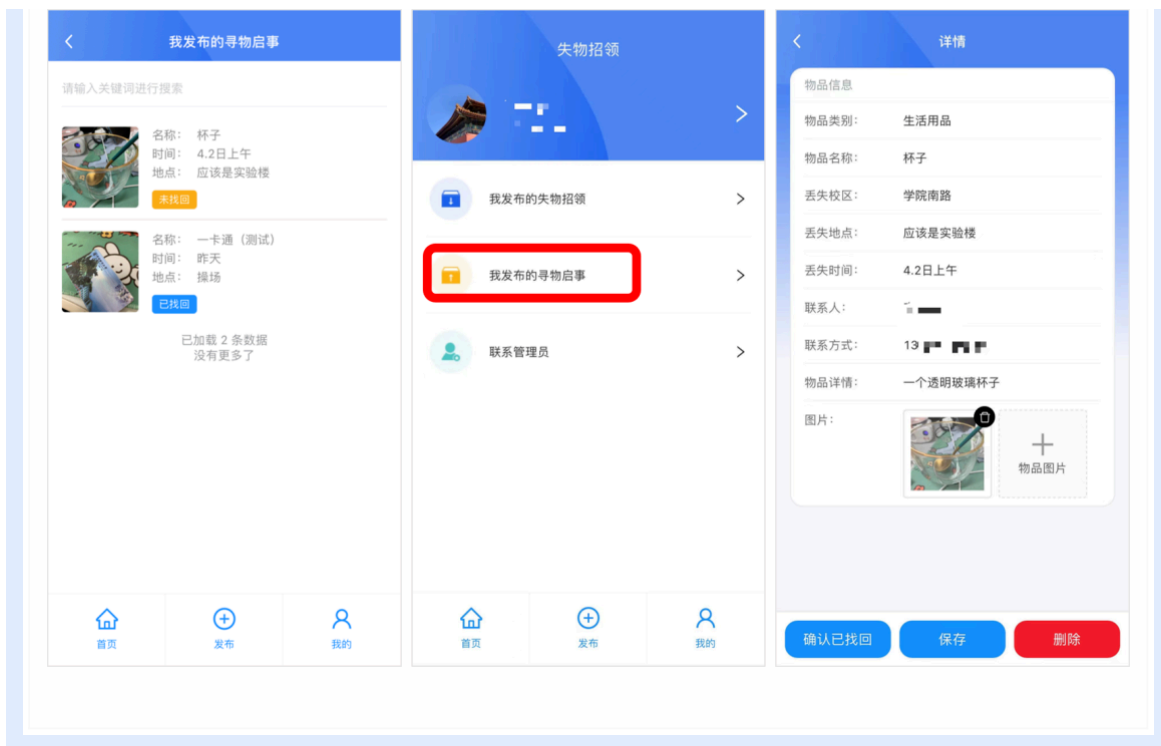 我发布的寻物启事
请输入关键词进行搜索
名称： 杯子
时间： 4.2日上午
地点： 应该是实验楼
未找回
名称： 一卡通（测试）
时间： 昨天
地点： 操场
已找回
已加载 2 条数据
没有更多了
首页 发布 我的
失物招领
我发布的失物招领
我发布的寻物启事
联系管理员
首页 发布 我的
详情
物品信息
物品类别： 生活用品
物品名称： 杯子
丢失校区： 学院南路
丢失地点： 应该是实验楼
丢失时间： 4.2日上午
联系人：
联系方式： 13
物品详情： 一个透明玻璃杯子
图片：
物品图片
确认已找回 保存 删除